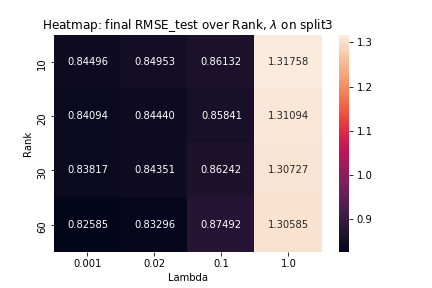 Heatmap: final RMSE_test over Rank, λ on split3
10 0.84496 0.84953 0.86132 1.31758
20 0.84094 0.84440 0.85841 1.31094
30 0.83817 0.84351 0.86242 1.30727
60 0.82585 0.83296 0.87492 1.30585
Rank
0.001 0.02 0.1 1.0
Lambda
1.3
1.2
1.1
1.0
0.9